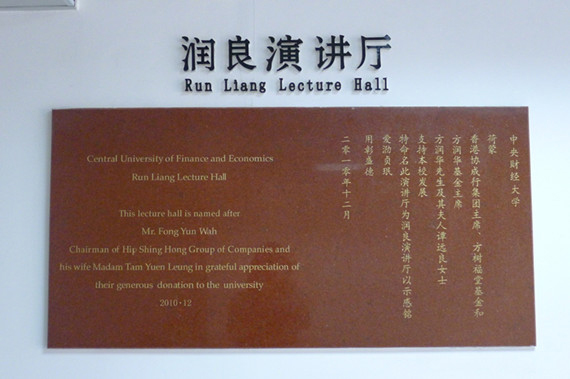 润良演讲厅
Run Liang Lecture Hall
Central University of Finance and Economics
Run Liang Lecture Hall
This lecture hall is named after
Mr. Fong Yun Wah
Chairman of Hip Shing Hong Group of Companies and
his wife Madam Tam Yuen Leung in grateful appreciation of
their generous donation to the university
2010·12
中央财经大学
荷蒙
香港协成行集团主席、方树福堂基金和
方润华基金主席
方润华先生及其夫人谭远良女士
支持本校发展
特命名此演讲厅为润良演讲厅以示感铭
爰泐贞珉
用彰盛德
二零一零年十二月